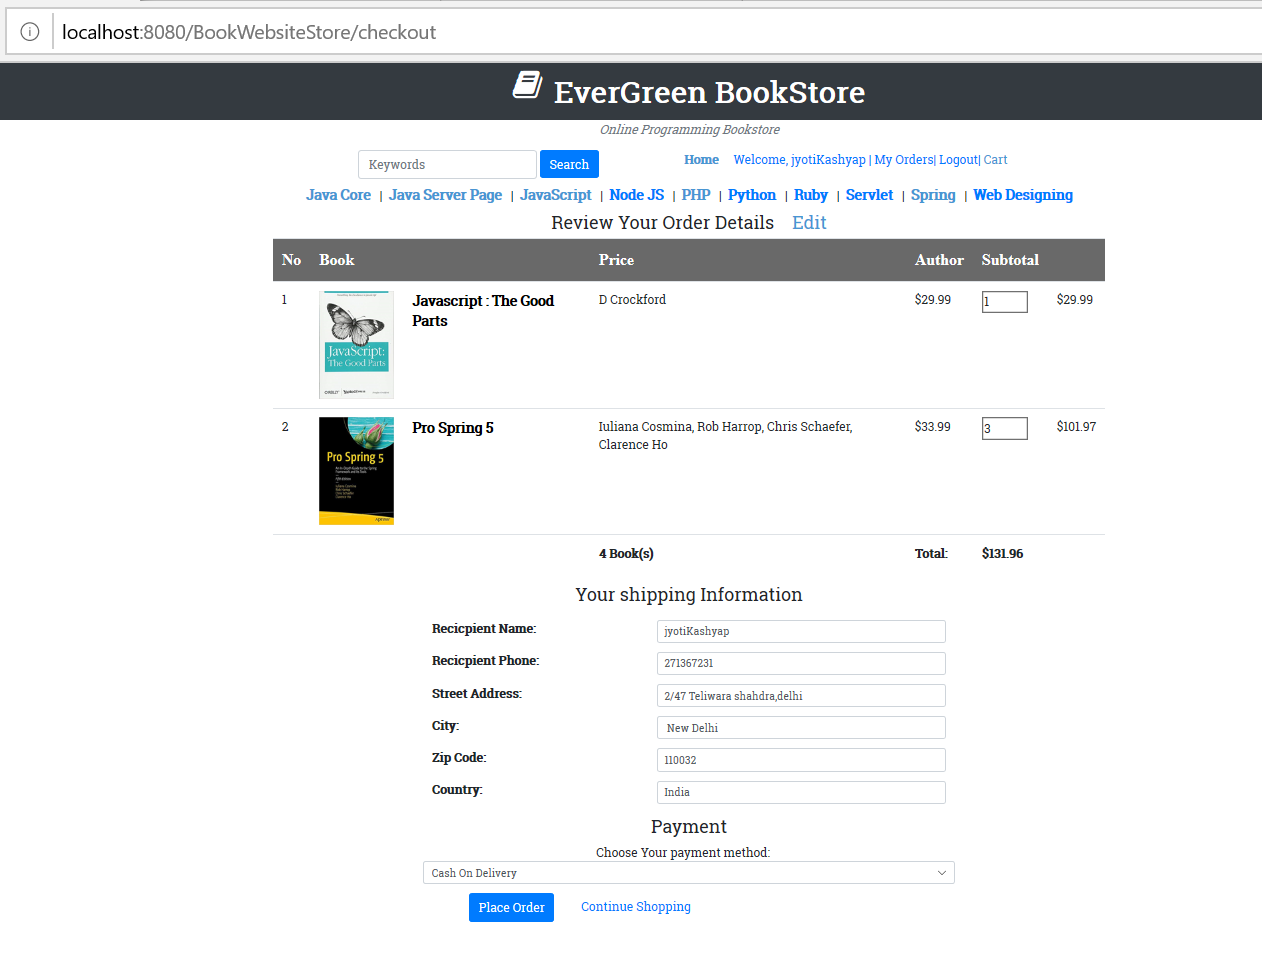 localhost:8080/BookWebsiteStore/checkout
EverGreen BookStore
Online Programming Bookstore
Keywords Search Home Welcome, jyotiKashyap | My Orders| Logout| Cart
Java Core | Java Server Page | JavaScript | Node JS | PHP | Python | Ruby | Servlet | Spring | Web Designing
Review Your Order Details Edit
No Book Price Author Subtotal
1 Javascript : The Good Parts D Crockford $29.99 1 $29.99
JavaScript:
The Good Parts
2 Pro Spring 5 Iuliana Cosmina, Rob Harrop, Chris Schaefer, $33.99 3 $101.97
Clarence Ho
Pro Spring 5
4 Book(s) Total: $131.96
Your shipping Information
Recicpient Name: jyotiKashyap
Recicpient Phone: 271367231
Street Address: 2/47 Teliwara shahdra,delhi
City: New Delhi
Zip Code: 110032
Country: India
Payment
Choose Your payment method:
Cash On Delivery
Place Order Continue Shopping